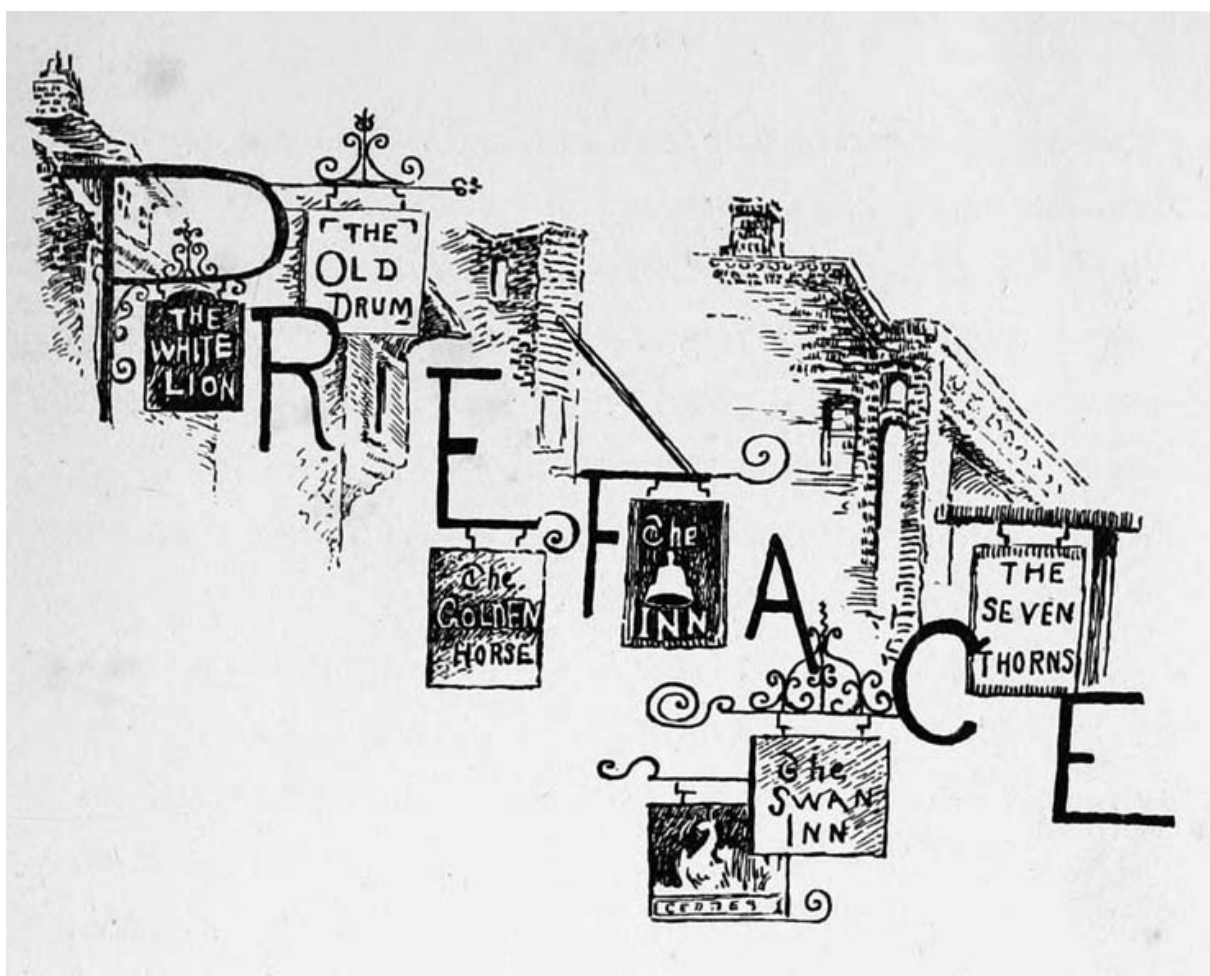 PREFACE
THE
OLD
DRUM
THE
WHITE
LION
The
GOLDEN
HORSE
The
INN
THE
SEVEN
THORNS
The
SWAN
INN